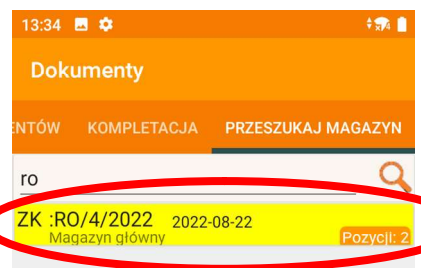 13:34
Dokumenty
ENTÓW KOMPLETACJA PRZESZUKAJ MAGAZYN
ro
ZK :RO/4/2022 2022-08-22
Magazyn główny Pozycji: 2